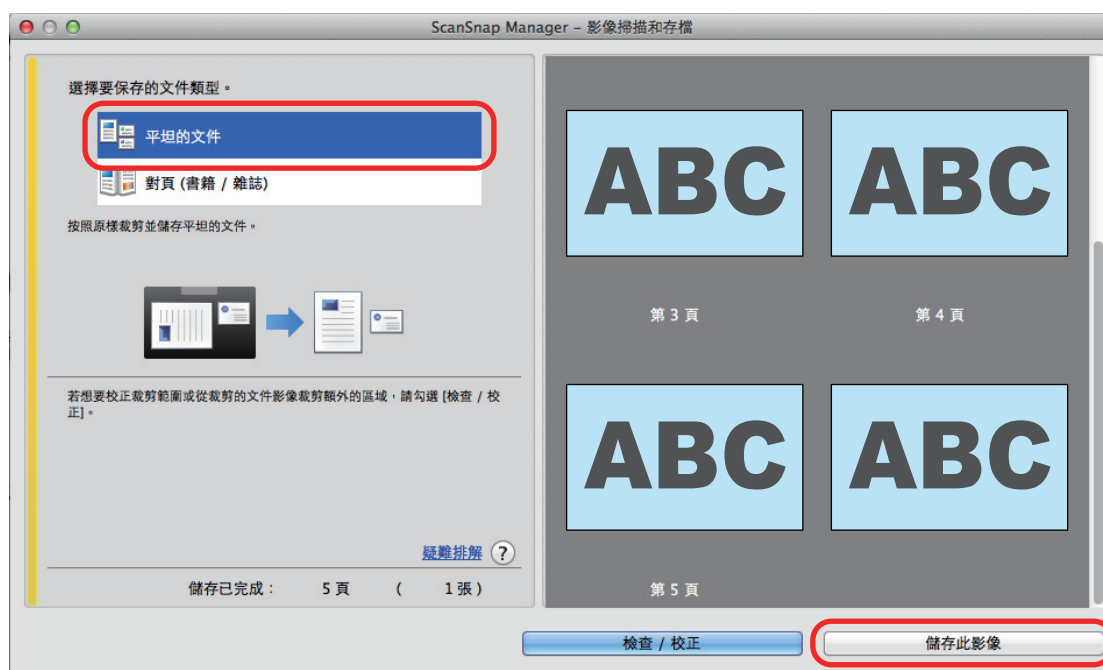 ScanSnap Manager – 影像掃描和存檔
選擇要保存的文件類型。
平坦的文件
對頁 (書籍 / 雜誌)
按照原樣裁剪並儲存平坦的文件。
若想要校正裁剪範圍或從裁剪的文件影像裁剪額外的區域，請勾選 [檢查 / 校
正]。
疑難排解 ?
儲存已完成： 5 頁 ( 1 張 )
ABC ABC
第 3 頁 第 4 頁
ABC ABC
第 5 頁
檢查 / 校正 儲存此影像